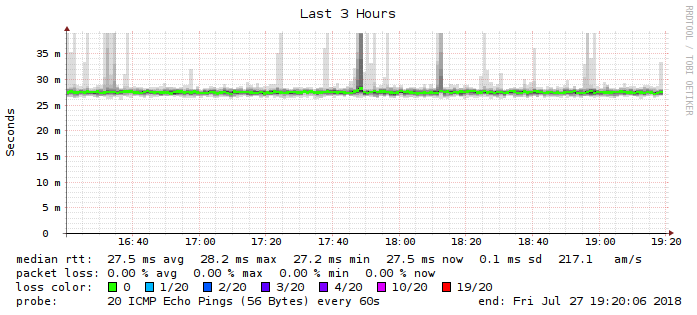 Last 3 Hours
RRDTOOL / TOBI OETIKER
Seconds
35 m
30 m
25 m
20 m
15 m
10 m
5 m
0
16:40 17:00 17:20 17:40 18:00 18:20 18:40 19:00 19:20
median rtt: 27.5 ms avg 28.2 ms max 27.2 ms min 27.5 ms now 0.1 ms sd 217.1 am/s
packet loss: 0.00 % avg 0.00 % max 0.00 % min 0.00 % now
loss color: 0 1/20 2/20 3/20 4/20 10/20 19/20
probe: 20 ICMP Echo Pings (56 Bytes) every 60s end: Fri Jul 27 19:20:06 2018